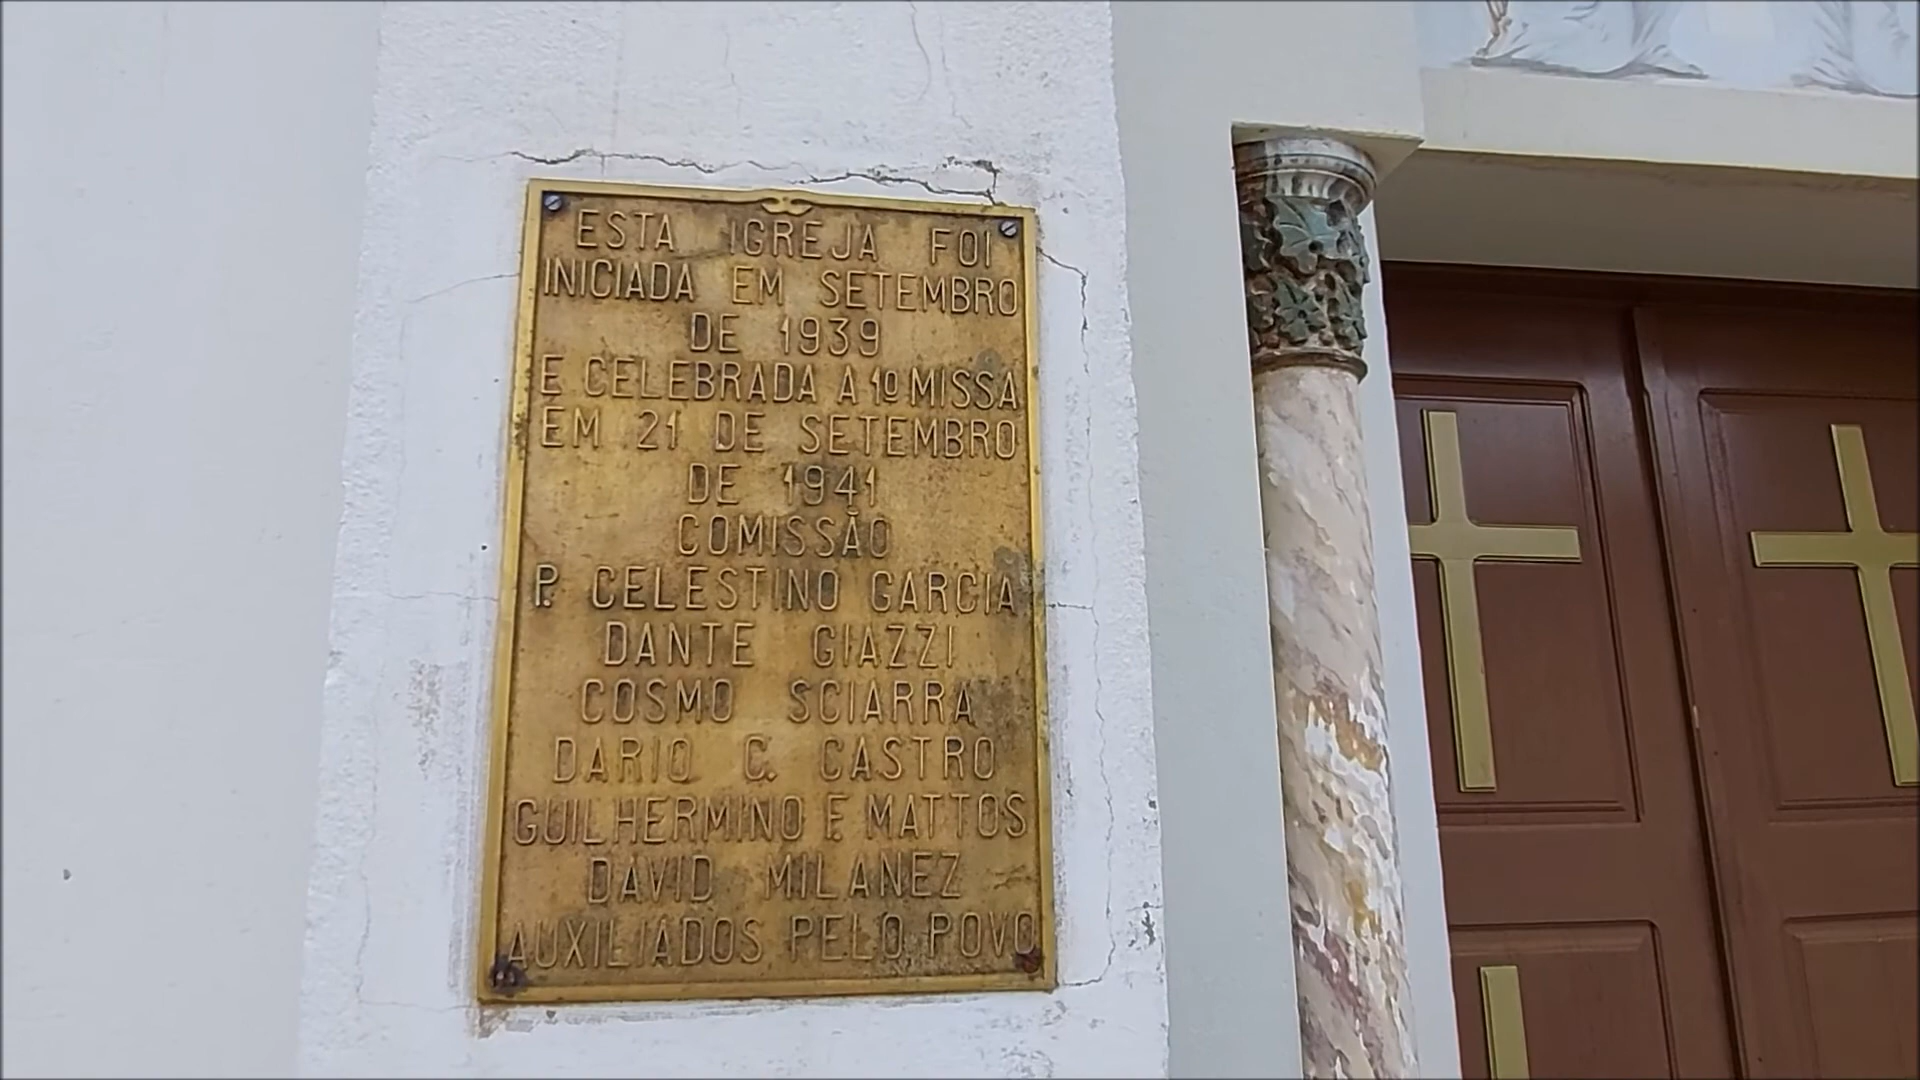 ESTA IGREJA FOI
INICIADA EM SETEMBRO
DE 1939
E CELEBRADA A 1º MISSA
EM 21 DE SETEMBRO
DE 1941
COMISSÃO
P. CELESTINO GARCIA
DANTE GIAZZI
COSMO SCIARRA
DARIO C. CASTRO
GUILHERMINO F. MATTOS
DAVID MILANEZ
AUXILIADOS PELO POVO